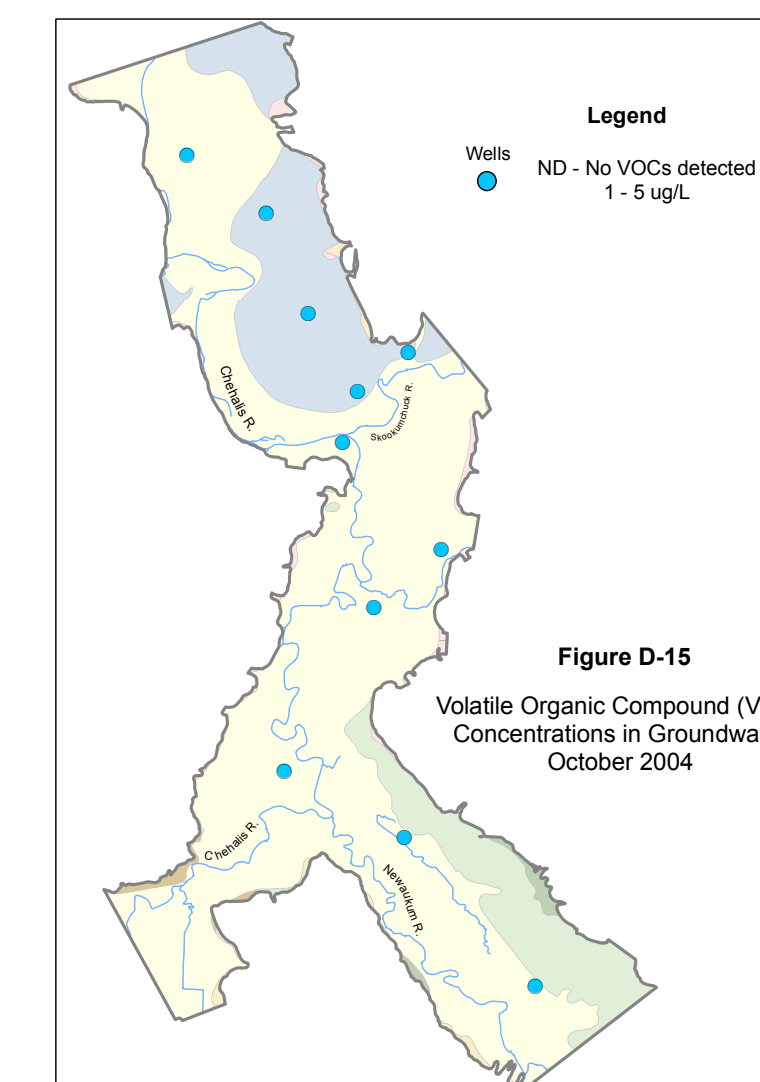 Legend
Wells
ND - No VOCs detected
1 - 5 ug/L
Chehalis R.
Skookumchuck R.
Figure D-15
Volatile Organic Compound (V
Concentrations in Groundwa
October 2004
Chehalis R.
Newaukum R.